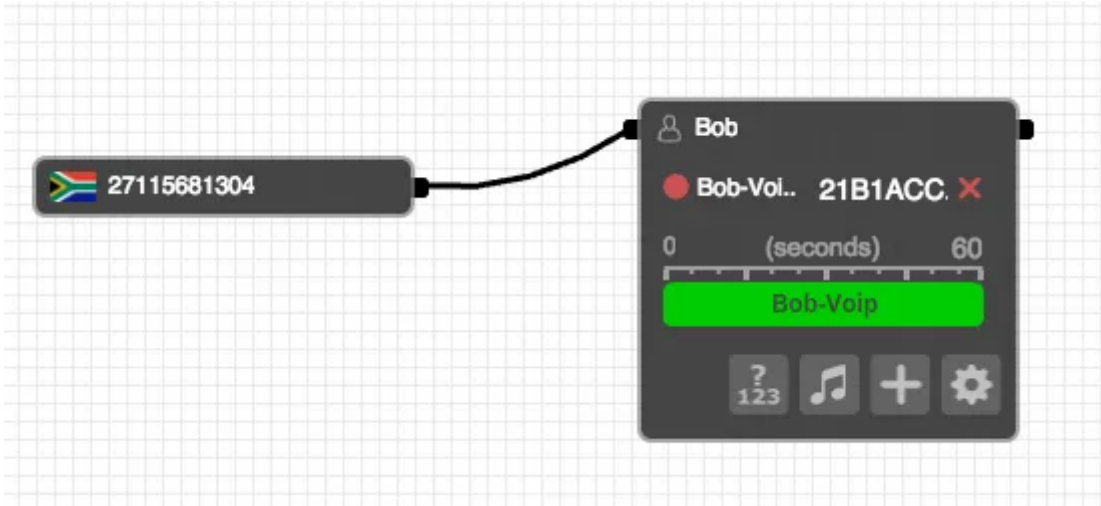 27115681304
Bob
Bob-Voi.. 21B1ACC.
0 (seconds) 60
Bob-Voip
?
123